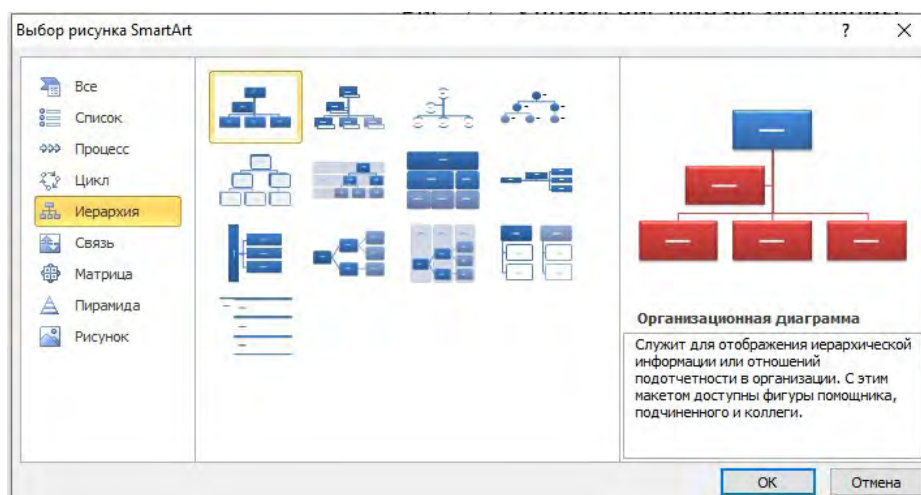 Выбор рисунка SmartArt
?
Все
Список
Процесс
Цикл
Иерархия
Связь
Матрица
Пирамида
Рисунок
Организационная диаграмма
Служит для отображения иерархической
информации или отношений
подотчетности в организации. С этим
макетом доступны фигуры помощника,
подчиненного и коллеги.
ОК
Отмена